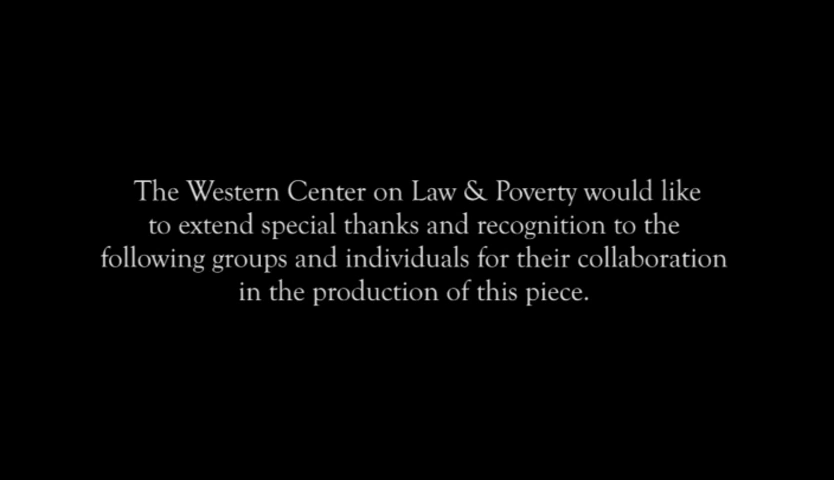 The Western Center on Law & Poverty would like
to extend special thanks and recognition to the
following groups and individuals for their collaboration
in the production of this piece.